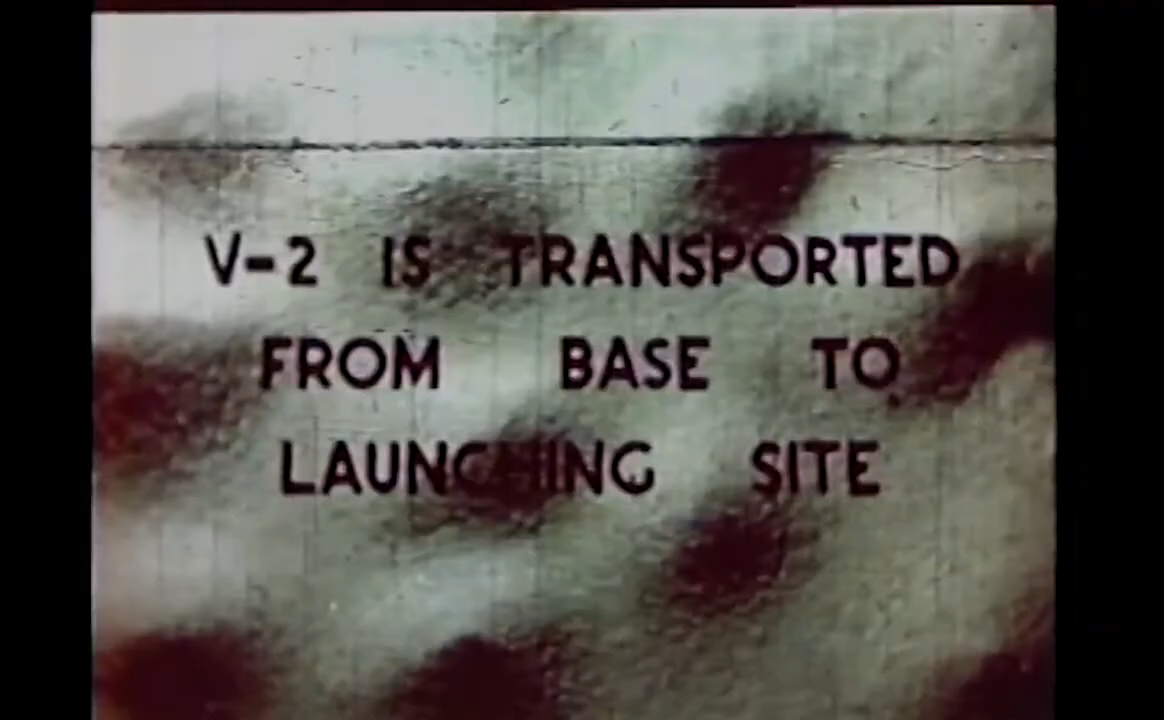 V-2 IS TRANSPORTED
FROM BASE TO
LAUNCHING SITE